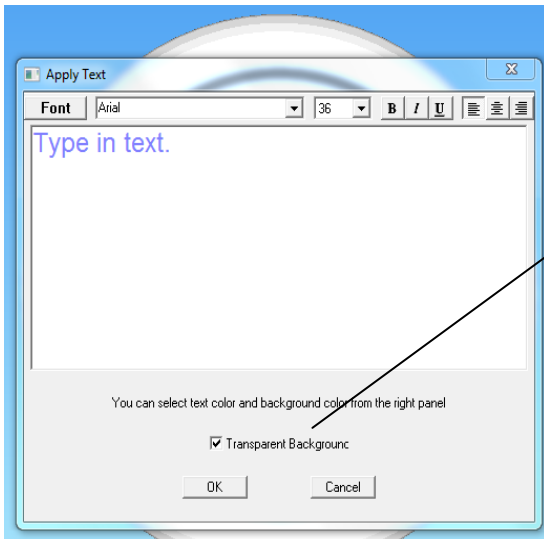 Apply Text
Font Arial 36 B I U
Type in text.
You can select text color and background color from the right panel
Transparent Background
OK Cancel